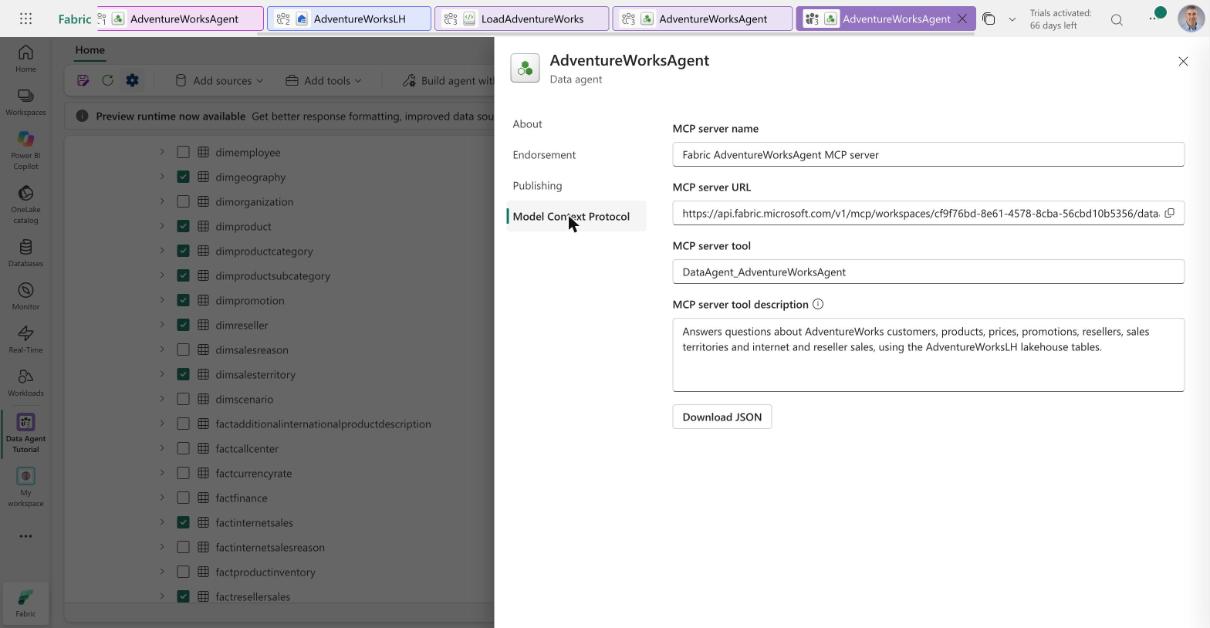 Fabric
AdventureWorksAgent
AdventureWorksLH
LoadAdventureWorks
AdventureWorksAgent
AdventureWorksAgent
Trials activated:
66 days left
Home
Workspaces
Power BI
Copilot
OneLake
catalog
Databases
Monitor
Real-Time
Workloads
Data Agent
Tutorial
My
workspace
Fabric
Home
Add sources
Add tools
Build agent wit
Preview runtime now available Get better response formatting, improved data sou
dimemployee
dimgeography
dimorganization
dimproduct
dimproductcategory
dimproductsubcategory
dimpromotion
dimreseller
dimsalesreason
dimsalesterritory
dimscenario
factadditionalinternationalproductdescription
factcallcenter
factcurrencyrate
factfinance
factinternetsales
factinternetsalesreason
factproductinventory
factresellersales
AdventureWorksAgent
Data agent
About
Endorsement
Publishing
Model Context Protocol
MCP server name
Fabric AdventureWorksAgent MCP server
MCP server URL
https://api.fabric.microsoft.com/v1/mcp/workspaces/cf9f76bd-8e61-4578-8cba-56cbd10b5356/data
MCP server tool
DataAgent_AdventureWorksAgent
MCP server tool description
Answers questions about AdventureWorks customers, products, prices, promotions, resellers, sales
territories and internet and reseller sales, using the AdventureWorksLH lakehouse tables.
Download JSON